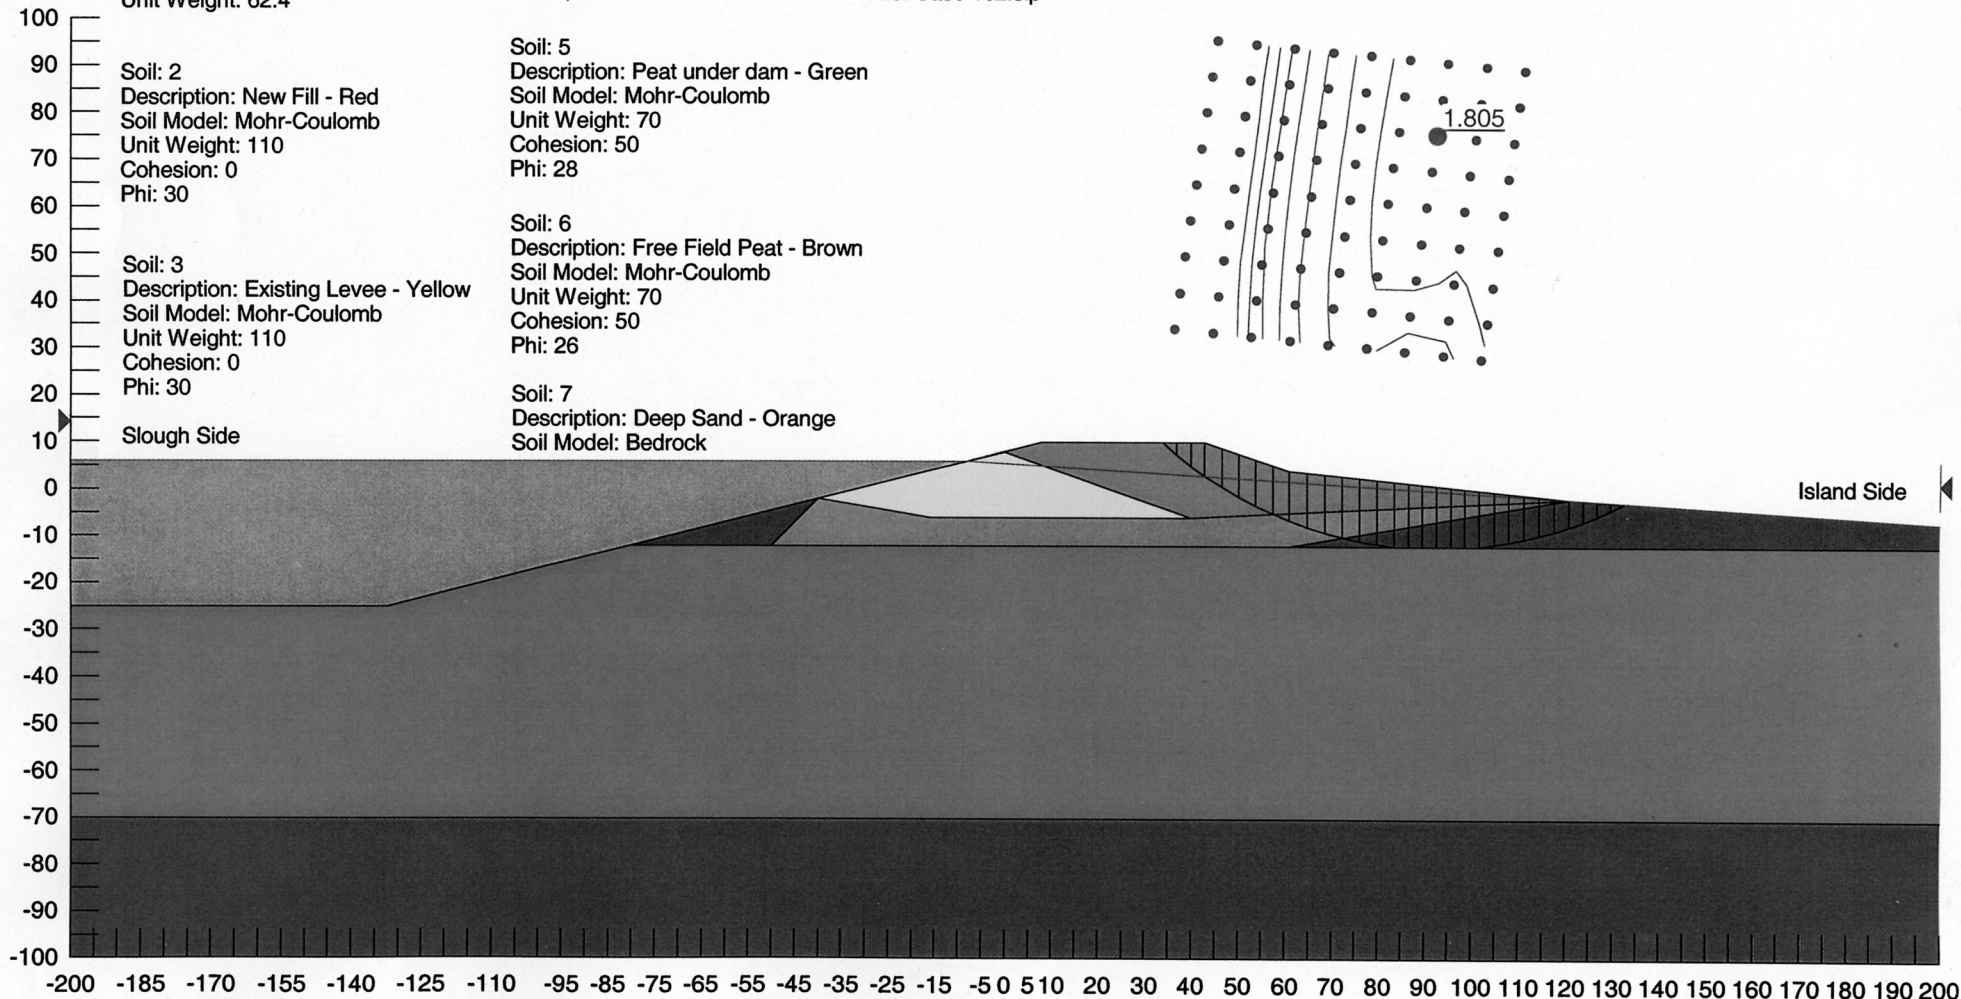 Unit Weight: 62.4
Soil: 2
Description: New Fill - Red
Soil Model: Mohr-Coulomb
Unit Weight: 110
Cohesion: 0
Phi: 30
Soil: 3
Description: Existing Levee - Yellow
Soil Model: Mohr-Coulomb
Unit Weight: 110
Cohesion: 0
Phi: 30
Slough Side
Soil: 5
Description: Peat under dam - Green
Soil Model: Mohr-Coulomb
Unit Weight: 70
Cohesion: 50
Phi: 28
Soil: 6
Description: Free Field Peat - Brown
Soil Model: Mohr-Coulomb
Unit Weight: 70
Cohesion: 50
Phi: 26
Soil: 7
Description: Deep Sand - Orange
Soil Model: Bedrock
1.805
Island Side
100
90
80
70
60
50
40
30
20
10
0
-10
-20
-30
-40
-50
-60
-70
-80
-90
-100
-200 -185 -170 -155 -140 -125 -110 -95 -85 -75 -65 -55 -45 -35 -25 -15 -5 0 5 10 20 30 40 50 60 70 80 90 100 110 120 130 140 150 160 170 180 190 200